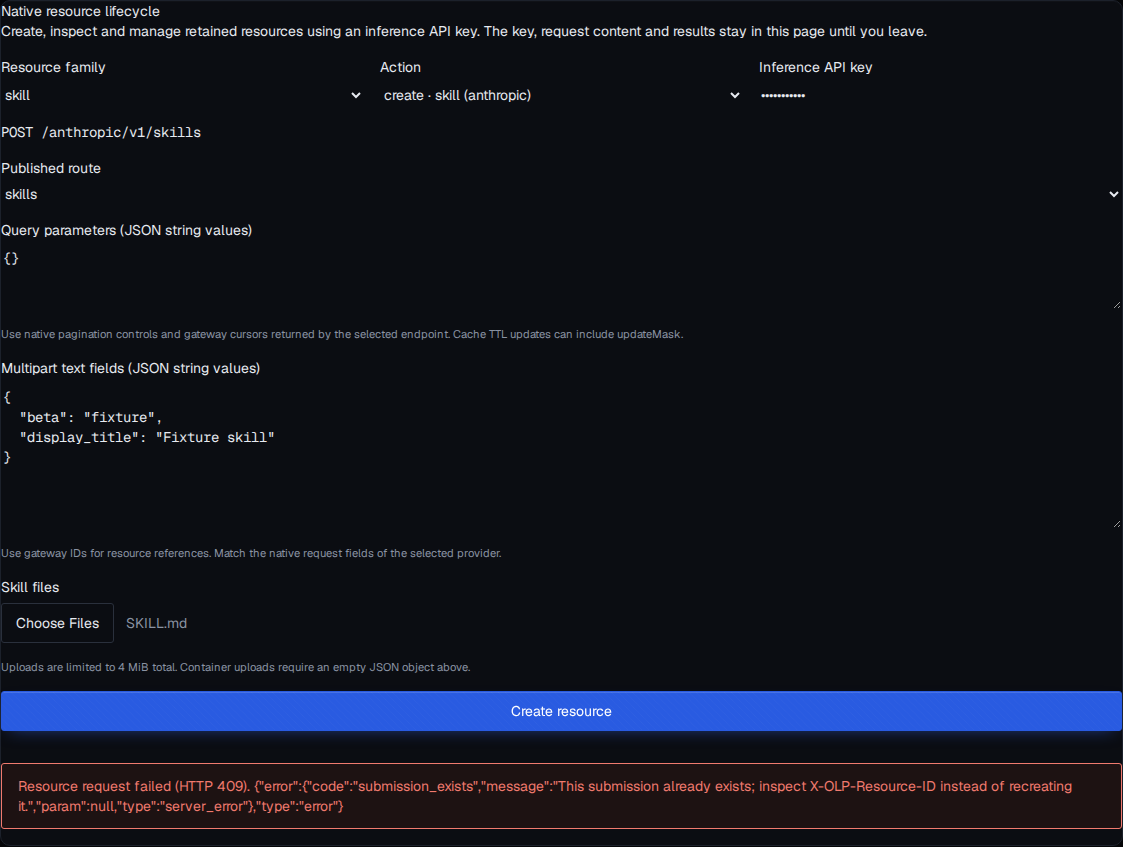 Native resource lifecycle
Create, inspect and manage retained resources using an inference API key. The key, request content and results stay in this page until you leave.
Resource family
Action
Inference API key
skill
create · skill (anthropic)
•••••••••••
POST /anthropic/v1/skills
Published route
skills
Query parameters (JSON string values)
{}
Use native pagination controls and gateway cursors returned by the selected endpoint. Cache TTL updates can include updateMask.
Multipart text fields (JSON string values)
{
  "beta": "fixture",
  "display_title": "Fixture skill"
}
Use gateway IDs for resource references. Match the native request fields of the selected provider.
Skill files
Choose Files SKILL.md
Uploads are limited to 4 MiB total. Container uploads require an empty JSON object above.
Create resource
Resource request failed (HTTP 409). {"error":{"code":"submission_exists","message":"This submission already exists; inspect X-OLP-Resource-ID instead of recreating
it.","param":null,"type":"server_error"},"type":"error"}